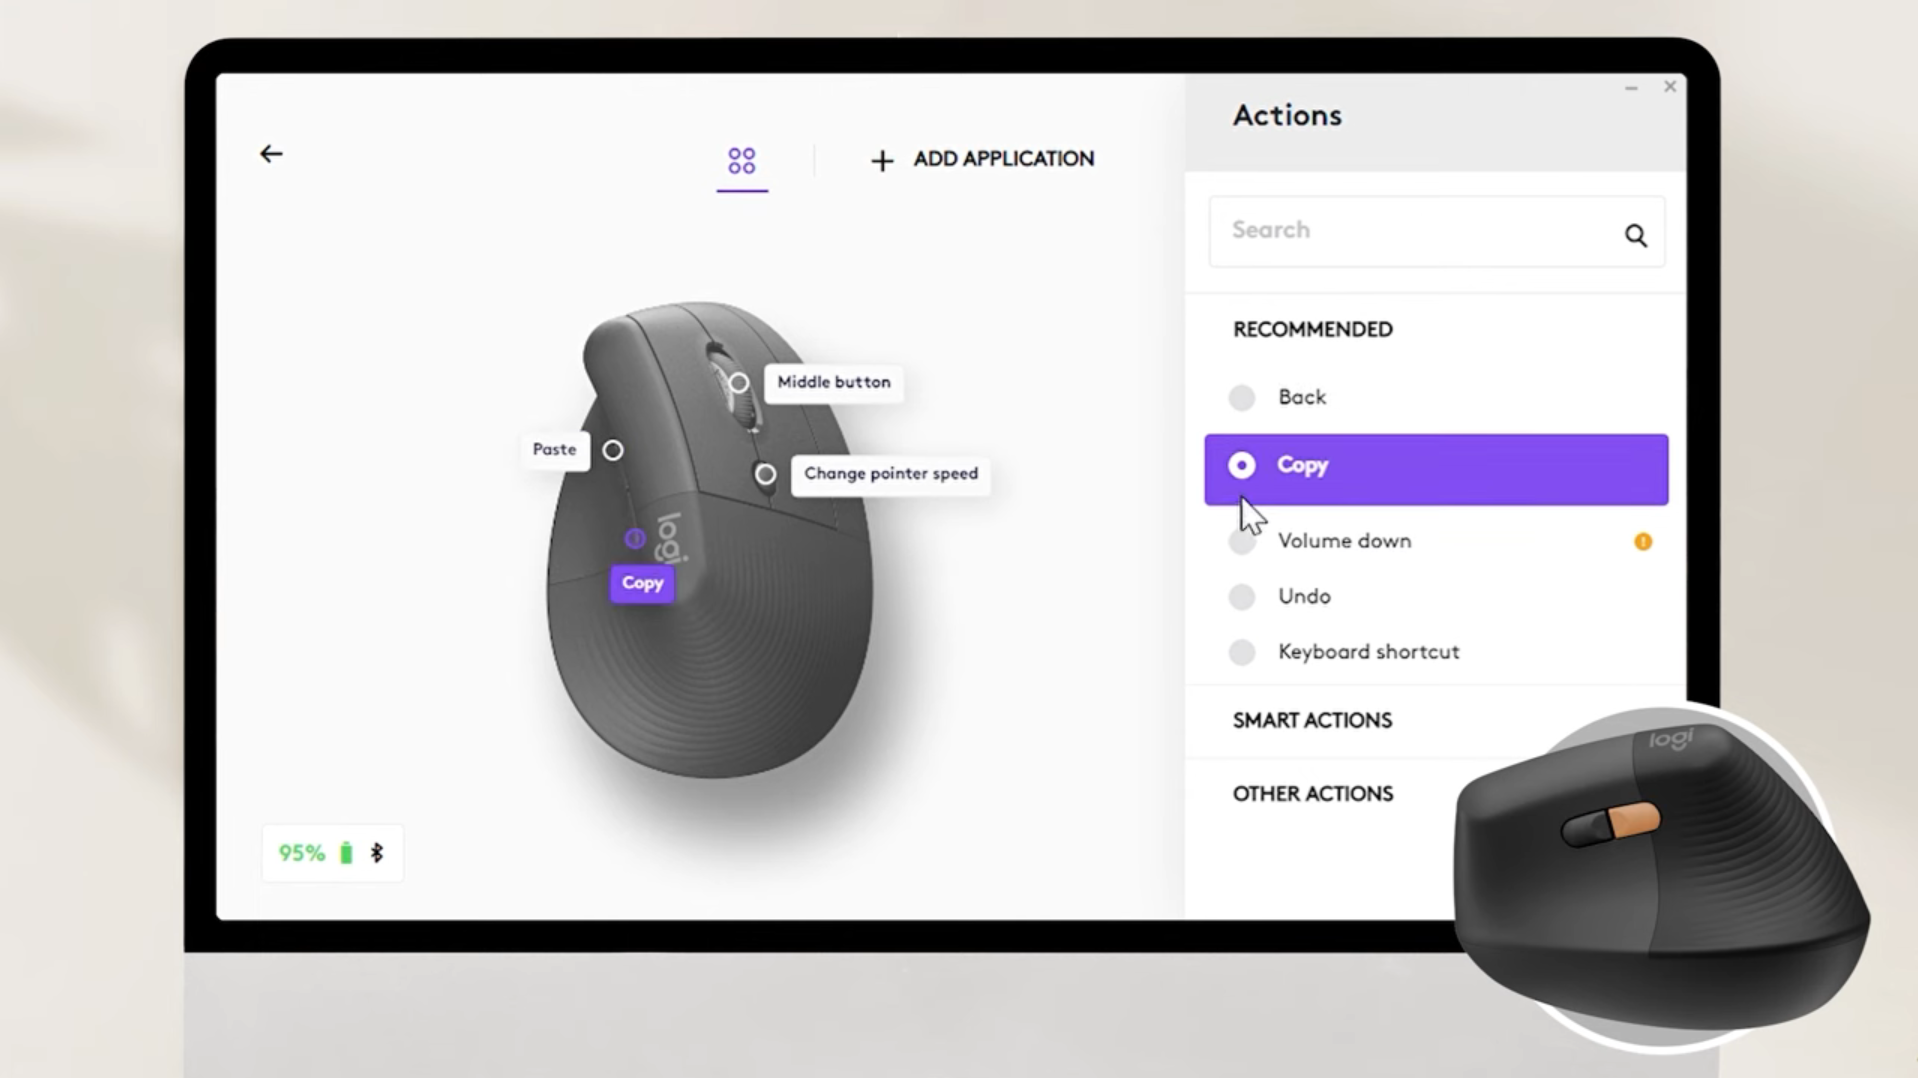 Actions
ADD APPLICATION
Search
RECOMMENDED
Back
Middle button
Paste
Change pointer speed
Copy
logi
Volume down
Copy
Undo
Keyboard shortcut
SMART ACTIONS
logi
OTHER ACTIONS
95%